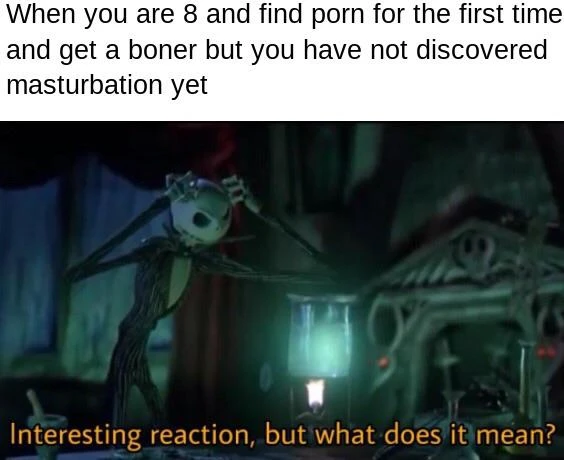 When you are 8 and find porn for the first time
and get a boner but you have not discovered
masturbation yet
Interesting reaction, but what does it mean?